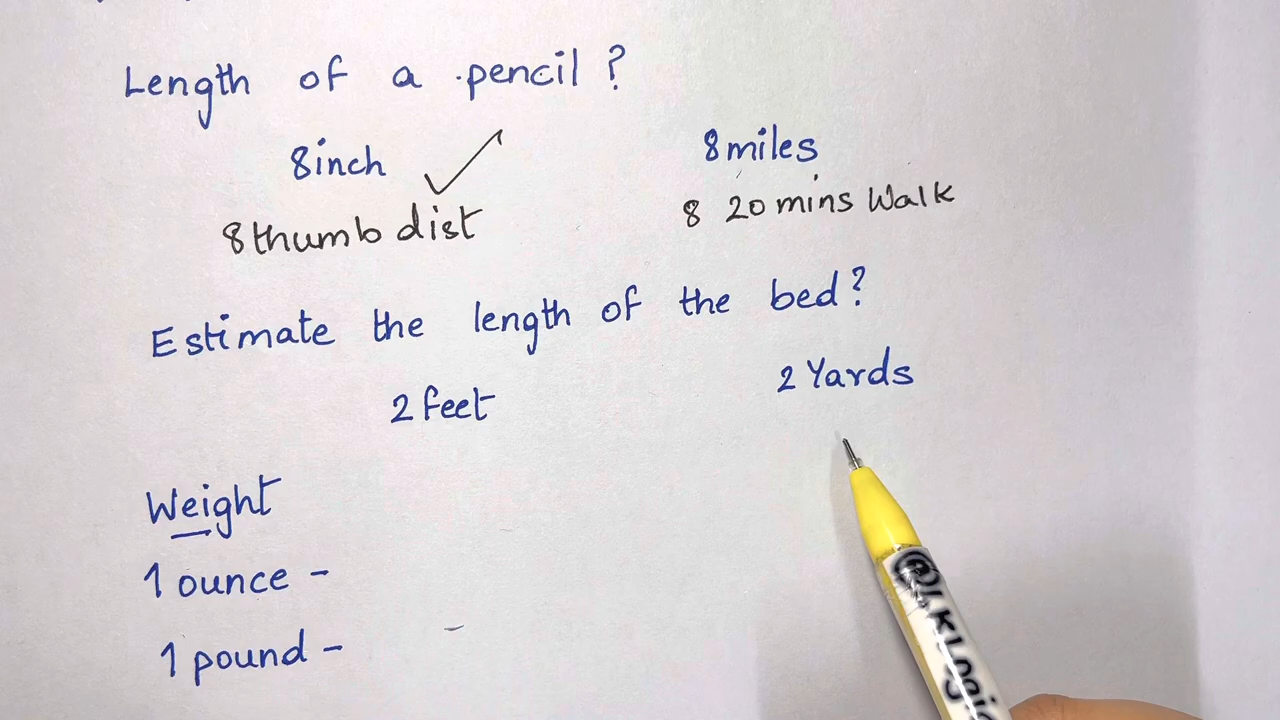 Length of a pencil?
8inch 8miles
8thumb dist 8 20mins Walk
Estimate the length of the bed?
2feet 2Yards
Weight
1 ounce -
1 pound -